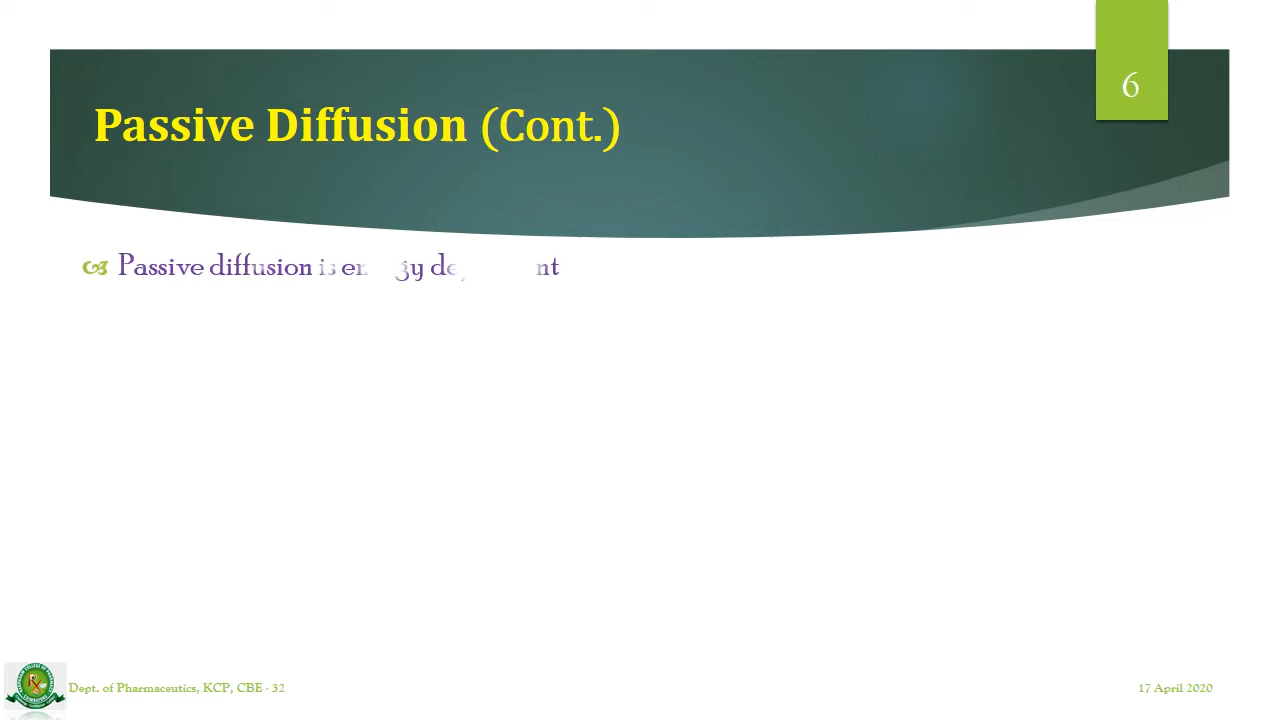 6
Passive Diffusion (Cont.)
Passive diffusion is energy dependent
Dept. of Pharmaceutics, KCP, CBE - 32
17 April 2020